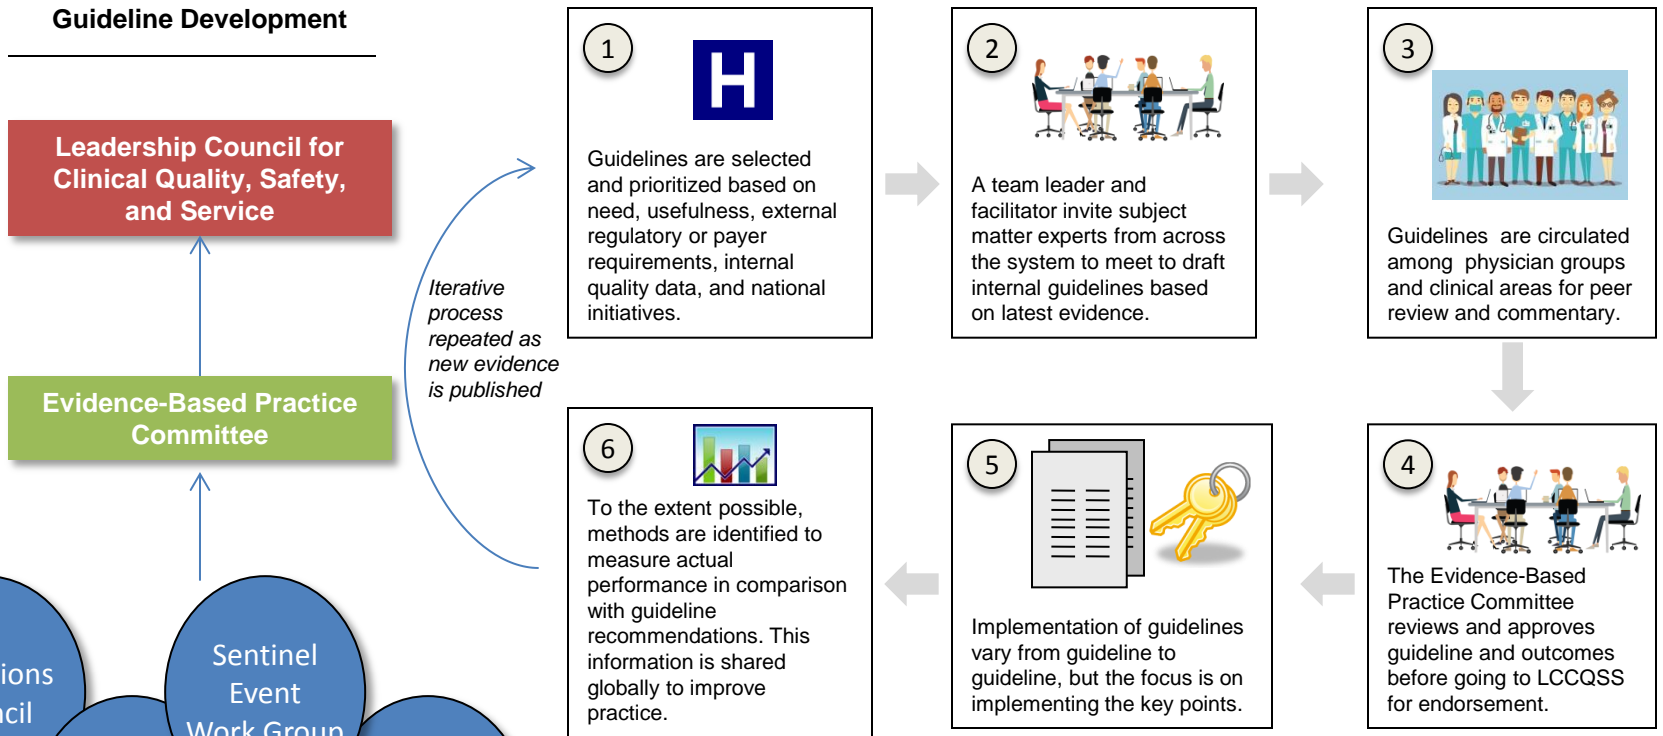 Guideline Development
Leadership Council for
Clinical Quality, Safety,
and Service
Evidence-Based Practice
Committee
Sentinel
Event
Work Group
Iterative
process
repeated as
new evidence
is published
1
H
Guidelines are selected
and prioritized based on
need, usefulness, external
regulatory or payer
requirements, internal
quality data, and national
initiatives.
2
A team leader and
facilitator invite subject
matter experts from across
the system to meet to draft
internal guidelines based
on latest evidence.
3
Guidelines  are circulated
among  physician groups
and clinical areas for peer
review and commentary.
4
The Evidence-Based
Practice Committee
reviews and approves
guideline and outcomes
before going to LCCQSS
for endorsement.
5
Implementation of guidelines
vary from guideline to
guideline, but the focus is on
implementing the key points.
6
To the extent possible,
methods are identified to
measure actual
performance in comparison
with guideline
recommendations. This
information is shared
globally to improve
practice.